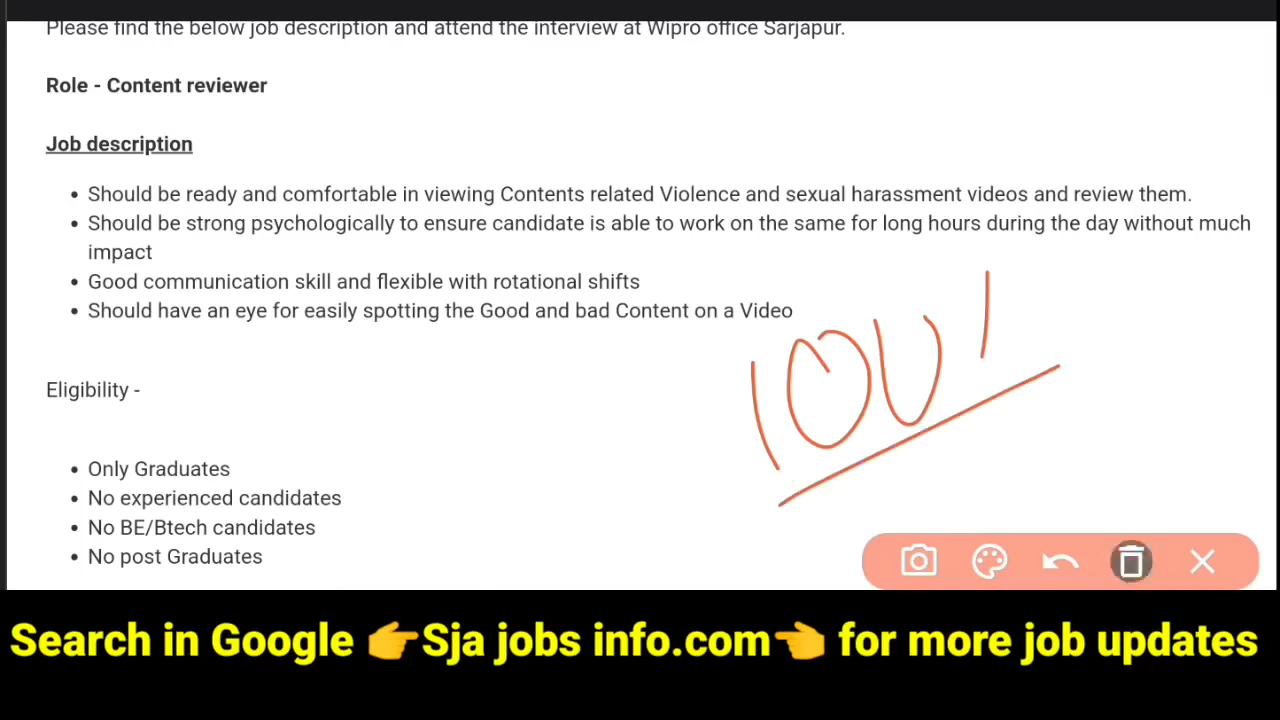 Please find the below job description and attend the interview at Wipro office Sarjapur.
Role - Content reviewer
Job description
• Should be ready and comfortable in viewing Contents related Violence and sexual harassment videos and review them.
• Should be strong psychologically to ensure candidate is able to work on the same for long hours during the day without much
impact
• Good communication skill and flexible with rotational shifts
• Should have an eye for easily spotting the Good and bad Content on a Video
Eligibility -
• Only Graduates
• No experienced candidates
• No BE/Btech candidates
• No post Graduates
Search in Google 👉Sja jobs info.com👈 for more job updates